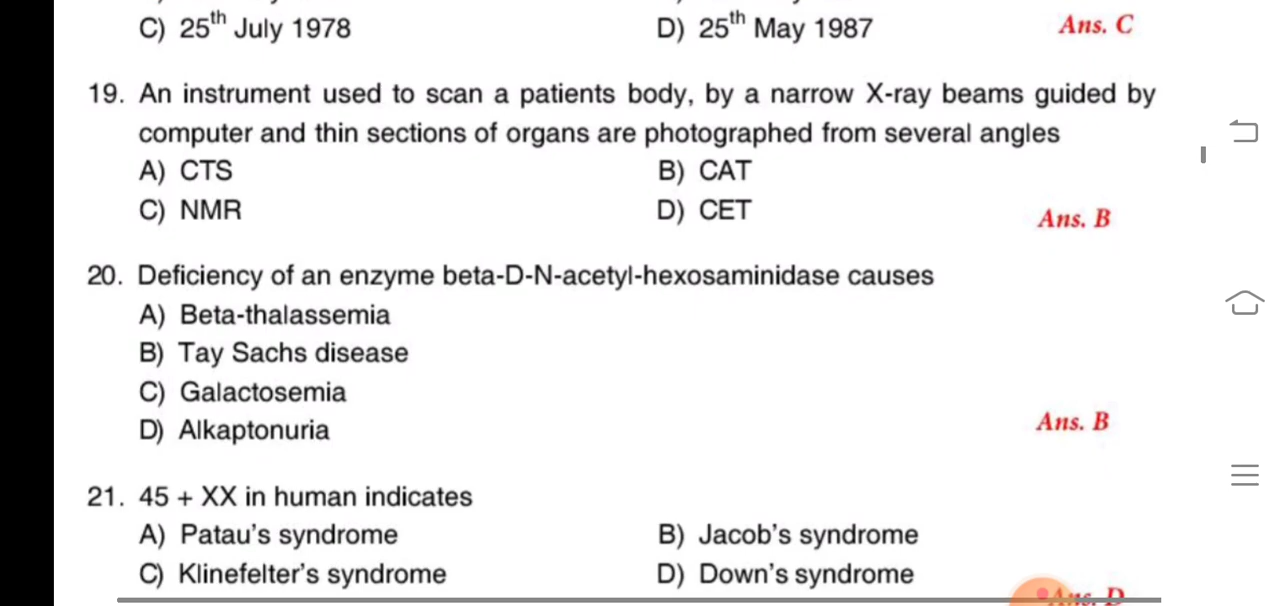 C) 25th July 1978 D) 25th May 1987 Ans. C
19. An instrument used to scan a patients body, by a narrow X-ray beams guided by
computer and thin sections of organs are photographed from several angles
A) CTS B) CAT
C) NMR D) CET Ans. B
20. Deficiency of an enzyme beta-D-N-acetyl-hexosaminidase causes
A) Beta-thalassemia
B) Tay Sachs disease
C) Galactosemia
D) Alkaptonuria Ans. B
21. 45 + XX in human indicates
A) Patau's syndrome B) Jacob's syndrome
C) Klinefelter's syndrome D) Down's syndrome
Ans. D